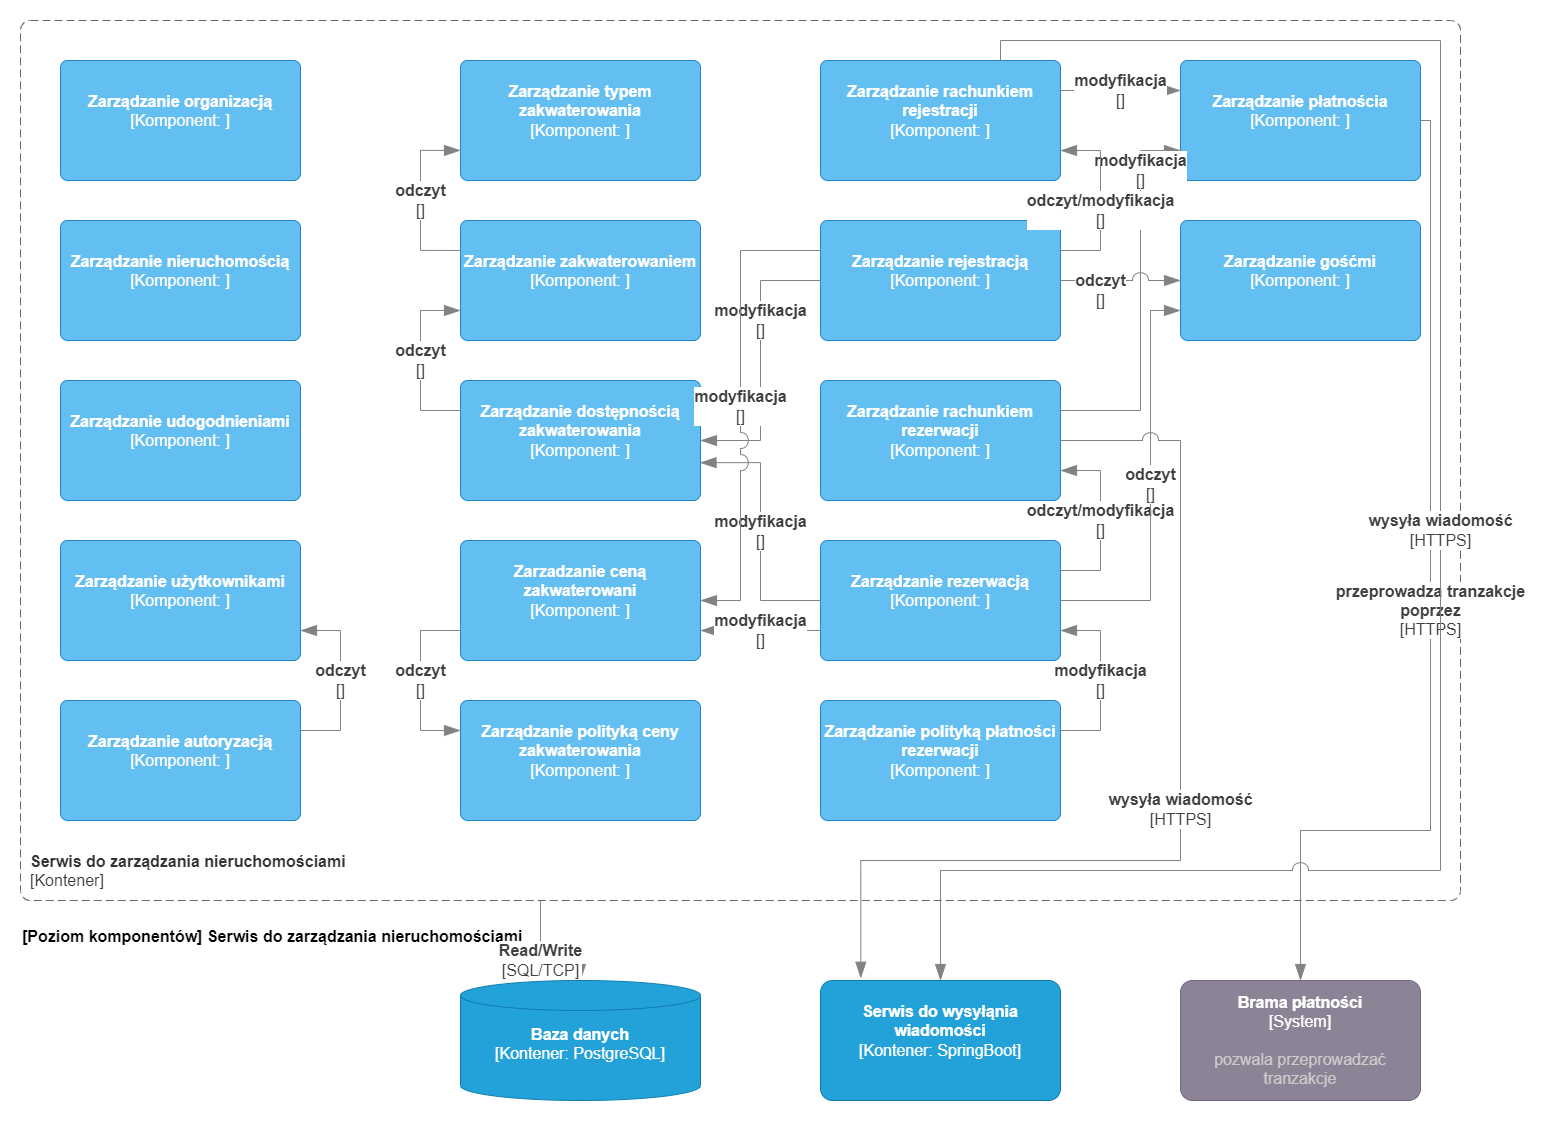 Zarządzanie organizacją
[Komponent: ]
Zarządzanie typem
zakwaterowania
[Komponent: ]
Zarządzanie rachunkiem
rejestracji
[Komponent: ]
modyfikacja
[]
Zarządzanie płatnościa
[Komponent: ]
odczyt
[]
modyfikacja
[]
odczyt/modyfikacja
[]
Zarządzanie nieruchomością
[Komponent: ]
Zarządzanie zakwaterowaniem
[Komponent: ]
Zarządzanie rejestracją
[Komponent: ]
odczyt
[]
Zarządzanie gośćmi
[Komponent: ]
odczyt
[]
modyfikacja
[]
Zarządzanie udogodnieniami
[Komponent: ]
Zarządzanie dostępnością
zakwaterowania
[Komponent: ]
modyfikacja
[]
Zarządzanie rachunkiem
rezerwacji
[Komponent: ]
odczyt
[]
modyfikacja
[]
odczyt/modyfikacja
[]
wysyła wiadomość
[HTTPS]
Zarządzanie użytkownikami
[Komponent: ]
Zarzadzanie ceną
zakwaterowani
[Komponent: ]
modyfikacja
[]
Zarządzanie rezerwacją
[Komponent: ]
przeprowadza tranzakcje
poprzez
[HTTPS]
odczyt
[]
odczyt
[]
modyfikacja
[]
Zarządzanie autoryzacją
[Komponent: ]
Zarządzanie polityką ceny
zakwaterowania
[Komponent: ]
Zarządzanie polityką płatności
rezerwacji
[Komponent: ]
wysyła wiadomość
[HTTPS]
Serwis do zarządzania nieruchomościami
[Kontener]
[Poziom komponentów] Serwis do zarządzania nieruchomościami
Read/Write
[SQL/TCP]
Baza danych
[Kontener: PostgreSQL]
Serwis do wysyłąnia
wiadomości
[Kontener: SpringBoot]
Brama płatności
[System]
pozwala przeprowadzać
tranzakcje